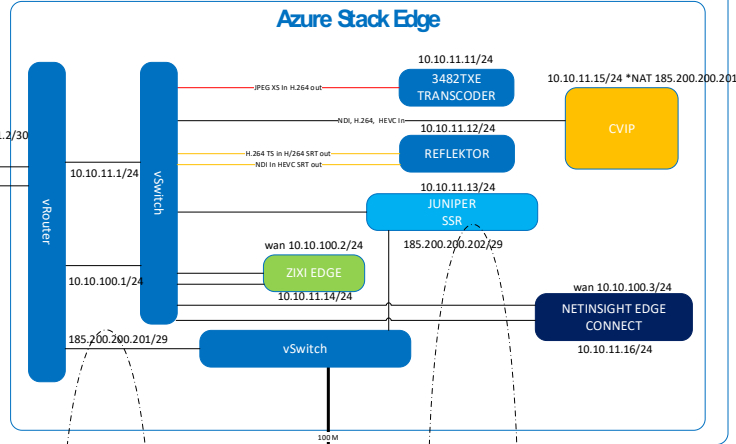 Azure Stack Edge
10.10.11.11/24
3482TXE
TRANSCODER
10.10.11.15/24 *NAT 185.200.200.201
JPEG XS In H.264 out
CVIP
NDI, H.264, HEVC In
10.10.11.12/24
REFLEKTOR
1.2/30
H.264 TS in H/264 SRT out
NDI In HEVC SRT out
10.10.11.1/24
vRouter
vSwitch
10.10.11.13/24
JUNIPER
SSR
wan 10.10.100.2/24
185.200.200.202/29
ZIXI EDGE
10.10.100.1/24
10.10.11.14/24
wan 10.10.100.3/24
NETINSIGHT EDGE
CONNECT
10.10.11.16/24
185.200.200.201/29
vSwitch
100M